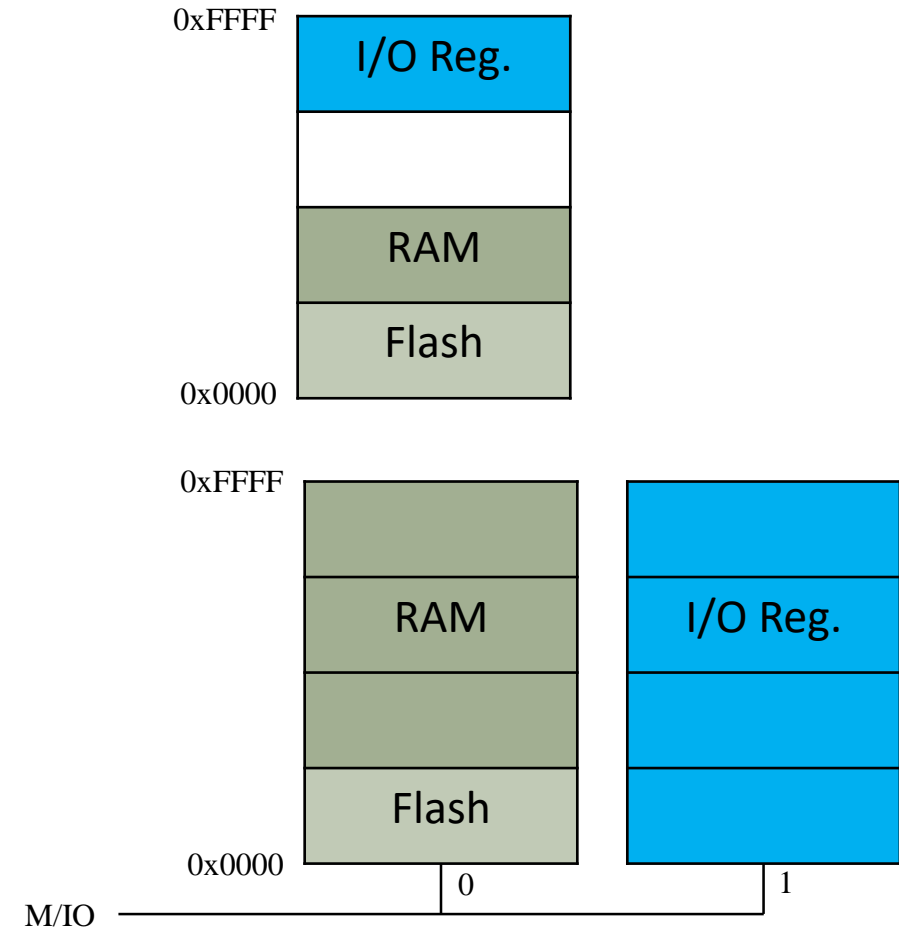 0xFFFF
I/O Reg.
RAM
Flash
0x0000
0xFFFF
RAM
I/O Reg.
Flash
0x0000
0
1
M/IO